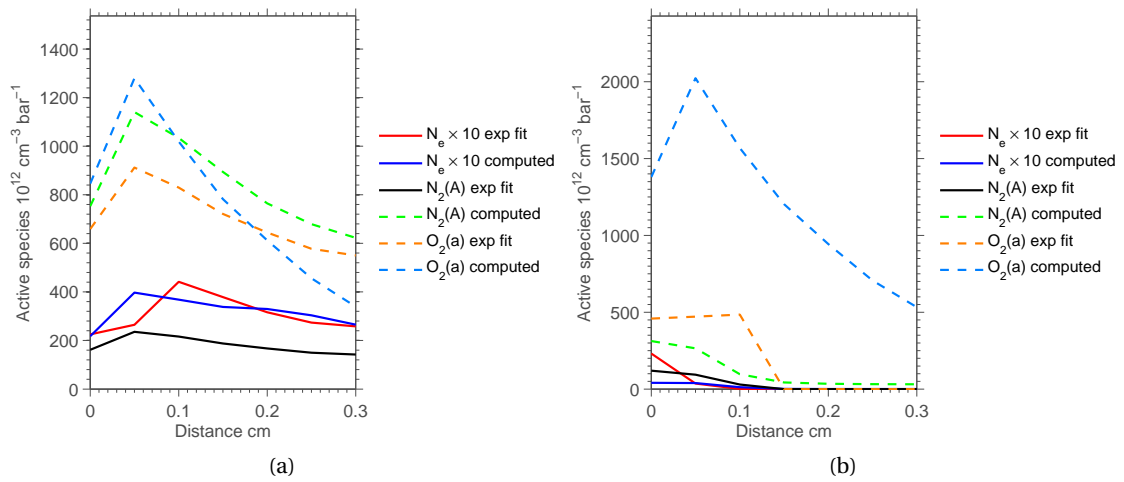 Active species 10¹² cm⁻³ bar⁻¹
1400
1200
1000
800
600
400
200
0
0 0.1 0.2 0.3
Distance cm
Nₑ × 10 exp fit
Nₑ × 10 computed
N₂(A) exp fit
N₂(A) computed
O₂(a) exp fit
O₂(a) computed
(a)
Active species 10¹² cm⁻³ bar⁻¹
2000
1500
1000
500
0
0 0.1 0.2 0.3
Distance cm
Nₑ × 10 exp fit
Nₑ × 10 computed
N₂(A) exp fit
N₂(A) computed
O₂(a) exp fit
O₂(a) computed
(b)